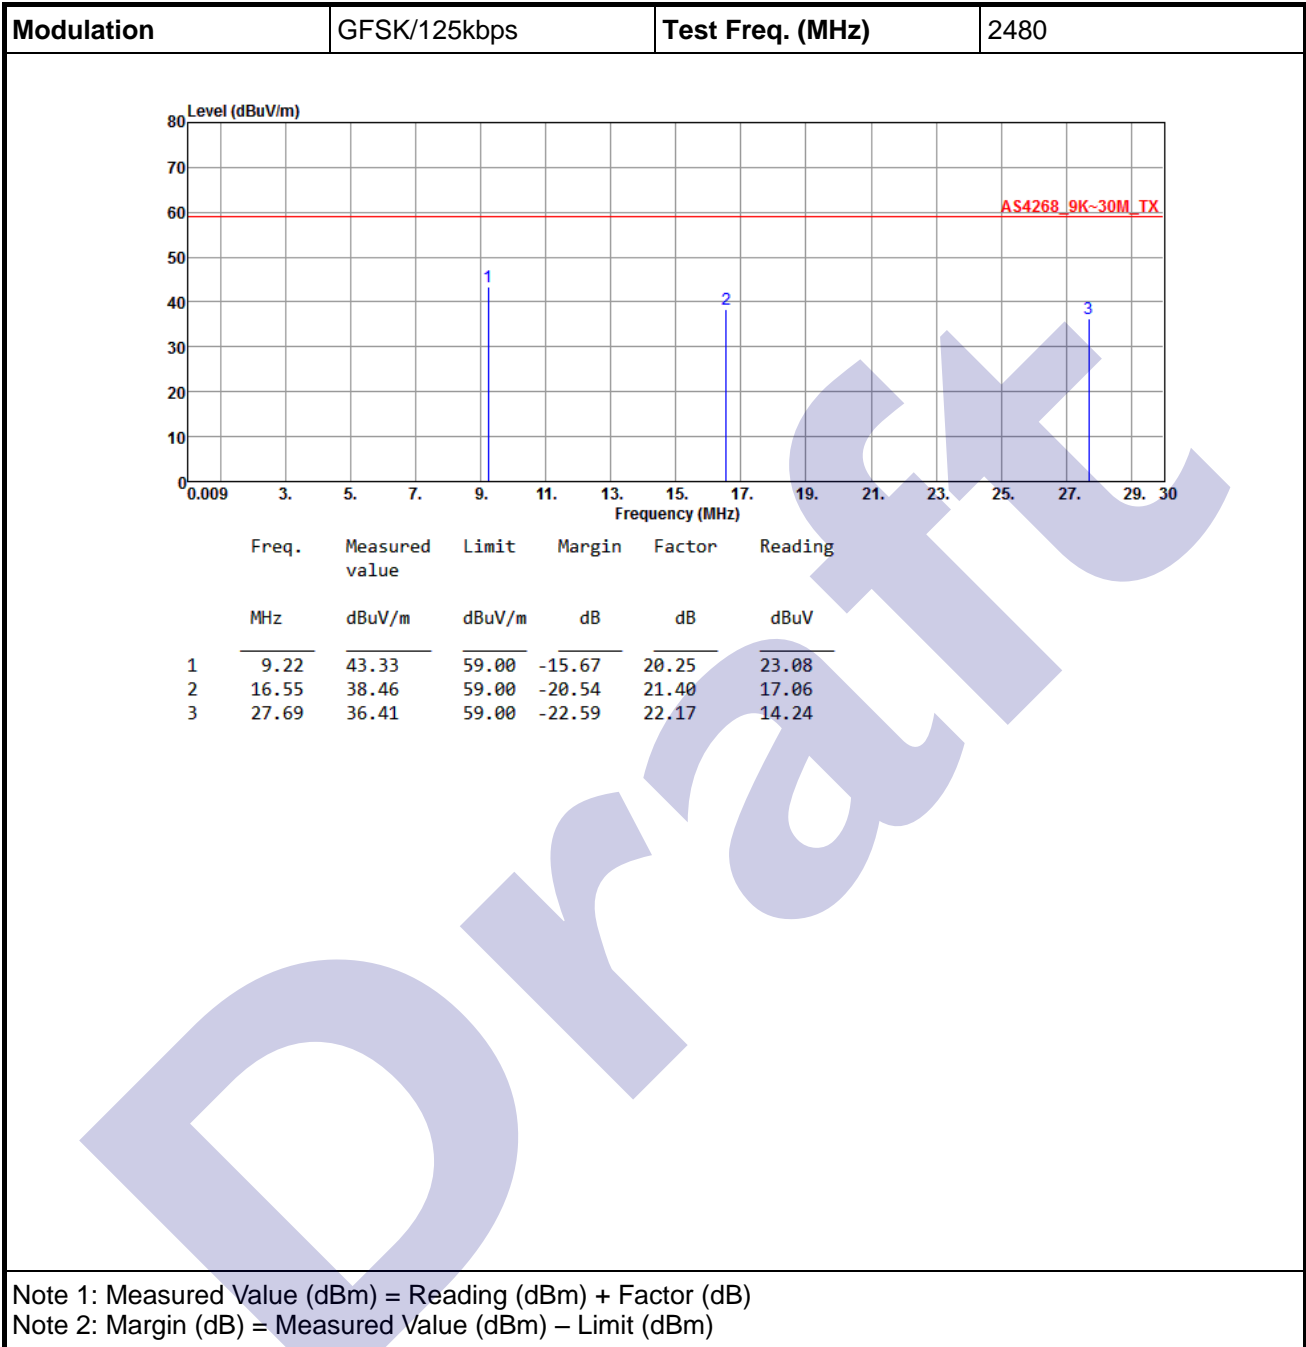 Modulation GFSK/125kbps Test Freq. (MHz) 2480
Level (dBuV/m)
80
70
60
50
40
30
20
10
0
AS4268_9K~30M_TX
1
2
3
0.009 3. 5. 7. 9. 11. 13. 15. 17. 19. 21. 23. 25. 27. 29. 30
Frequency (MHz)
Freq. Measured Limit Margin Factor Reading
value
MHz dBuV/m dBuV/m dB dB dBuV
1 9.22 43.33 59.00 -15.67 20.25 23.08
2 16.55 38.46 59.00 -20.54 21.40 17.06
3 27.69 36.41 59.00 -22.59 22.17 14.24
Draft
Note 1: Measured Value (dBm) = Reading (dBm) + Factor (dB)
Note 2: Margin (dB) = Measured Value (dBm) – Limit (dBm)